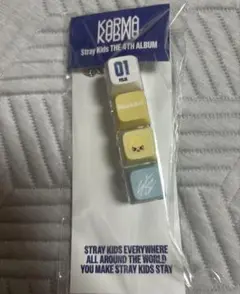 KARMA
KARMA
Stray Kids THE 4TH ALBUM
01
STRAY KIDS EVERYWHERE
ALL AROUND THE WORLD
YOU MAKE STRAY KIDS STAY